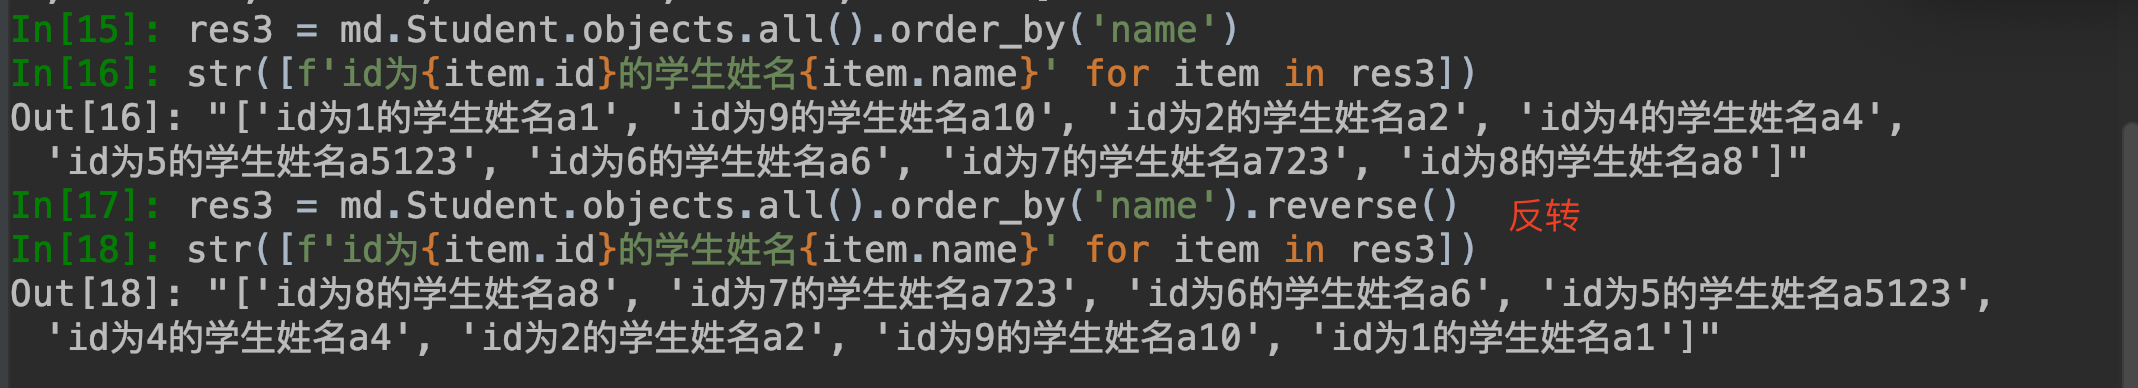 In[15]: res3 = md.Student.objects.all().order_by('name')
In[16]: str([f'id为{item.id}的学生姓名{item.name}' for item in res3])
Out[16]: "['id为1的学生姓名a1', 'id为9的学生姓名a10', 'id为2的学生姓名a2', 'id为4的学生姓名a4',
'id为5的学生姓名a5123', 'id为6的学生姓名a6', 'id为7的学生姓名a723', 'id为8的学生姓名a8']"
In[17]: res3 = md.Student.objects.all().order_by('name').reverse() 反转
In[18]: str([f'id为{item.id}的学生姓名{item.name}' for item in res3])
Out[18]: "['id为8的学生姓名a8', 'id为7的学生姓名a723', 'id为6的学生姓名a6', 'id为5的学生姓名a5123',
'id为4的学生姓名a4', 'id为2的学生姓名a2', 'id为9的学生姓名a10', 'id为1的学生姓名a1']"